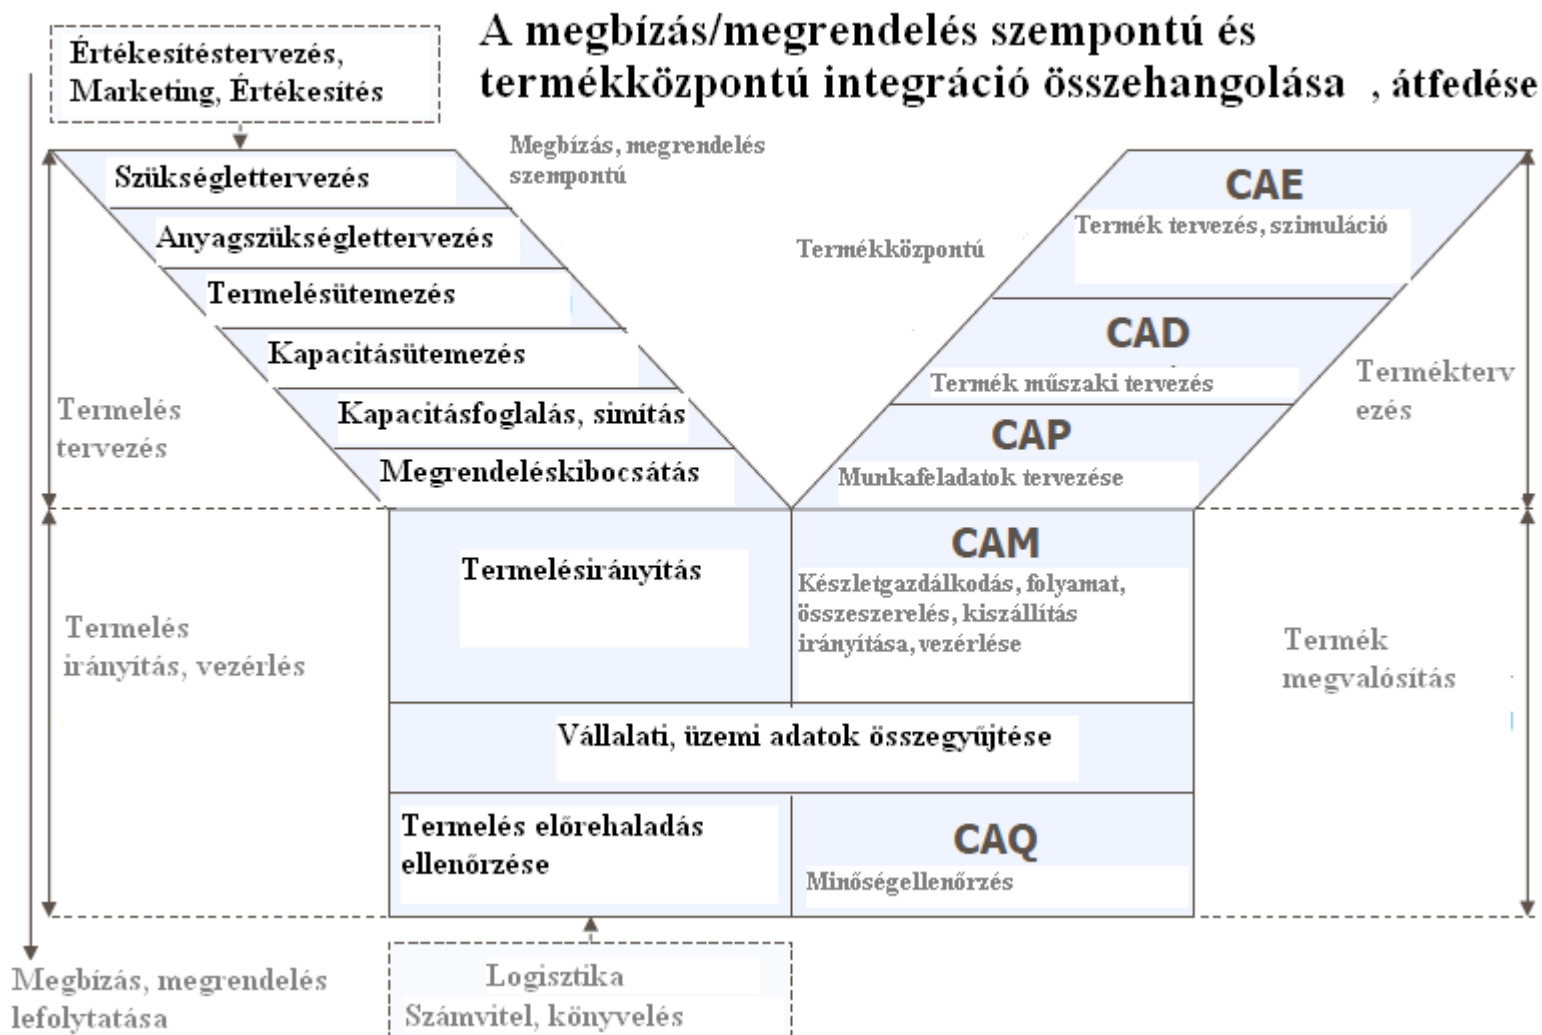 A megbízás/megrendelés szempontú és
termékközpontú integráció összehangolása , átfedése
Értékesítéstervezés,
Marketing, Értékesítés
Megbízás, megrendelés
szempontú
Szükséglettervezés
Anyagszükséglettervezés
Termelésütemezés
Kapacitásütemezés
Kapacitásfoglalás, simítás
Megrendeléskibocsátás
Termelés
tervezés
Termékközpontú
CAE
Termék tervezés, szimuláció
CAD
Termék műszaki tervezés
CAP
Munkafeladatok tervezése
Termékterv
ezés
Termelésirányítás
CAM
Készletgazdálkodás, folyamat,
összeszerelés, kiszállítás
irányítása, vezérlése
Termelés
irányítás, vezérlés
Termék
megvalósítás
Vállalati, üzemi adatok összegyűjtése
Termelés előrehaladás
ellenőrzése
CAQ
Minőségellenőrzés
Megbízás, megrendelés
lefolytatása
Logisztika
Számvitel, könyvelés